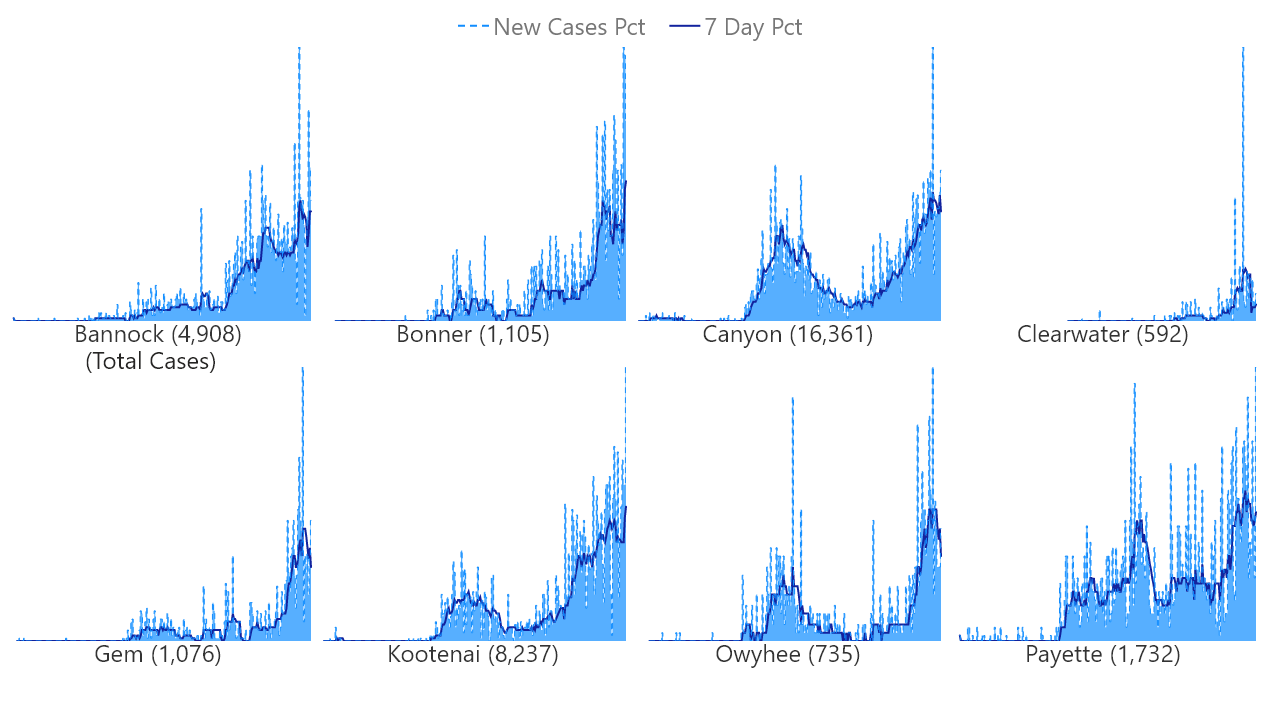 New Cases Pct 7 Day Pct
Bannock (4,908) Bonner (1,105) Canyon (16,361) Clearwater (592)
(Total Cases)
Gem (1,076) Kootenai (8,237) Owyhee (735) Payette (1,732)